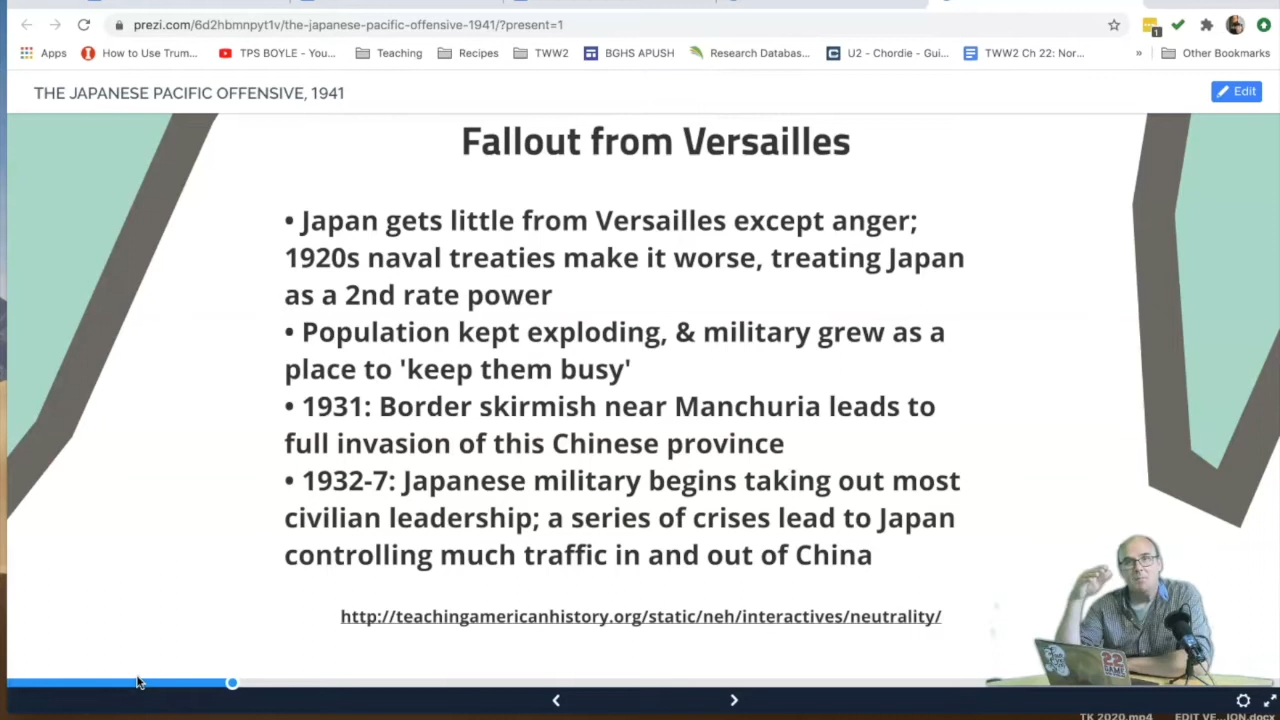 prezi.com/6d2hbmnpyt1v/the-japanese-pacific-offensive-1941/?present=1
1
Apps How to Use Trum... TPS BOYLE - You... Teaching Recipes TWW2 BGHS APUSH Research Databas... U2 - Chordie - Gui... TWW2 Ch 22: Nor... » Other Bookmarks
THE JAPANESE PACIFIC OFFENSIVE, 1941
Edit
Fallout from Versailles
• Japan gets little from Versailles except anger;
1920s naval treaties make it worse, treating Japan
as a 2nd rate power
• Population kept exploding, & military grew as a
place to 'keep them busy'
• 1931: Border skirmish near Manchuria leads to
full invasion of this Chinese province
• 1932-7: Japanese military begins taking out most
civilian leadership; a series of crises lead to Japan
controlling much traffic in and out of China
http://teachingamericanhistory.org/static/neh/interactives/neutrality/
22
TK 2020.mp4 EDIT VE...ION.docx